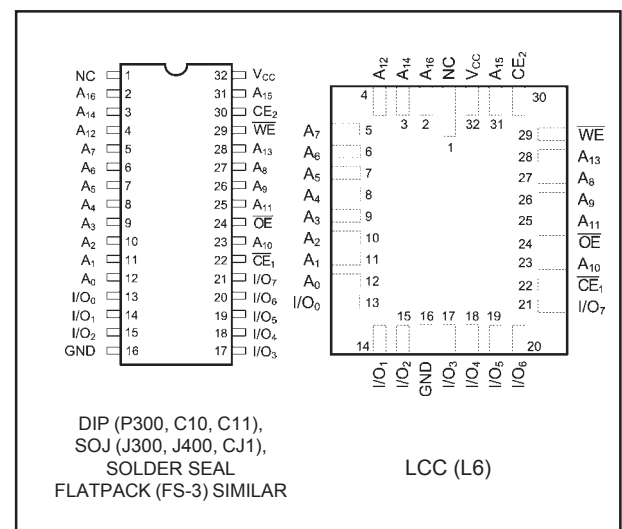 NC 1 32 VCC
A16 2 31 A15
A14 3 30 CE2
A12 4 29 WE
A7 5 28 A13
A6 6 27 A8
A5 7 26 A9
A4 8 25 A11
A3 9 24 OE
A2 10 23 A10
A1 11 22 CE1
A0 12 21 I/O7
I/O0 13 20 I/O6
I/O1 14 19 I/O5
I/O2 15 18 I/O4
GND 16 17 I/O3
DIP (P300, C10, C11),
SOJ (J300, J400, CJ1),
SOLDER SEAL
FLATPACK (FS-3) SIMILAR
A12 A14 A16 NC VCC A15 CE2
4 30
3 2 32 31
1
A7 5 29 WE
A6 6 28 A13
A5 7 27 A8
A4 8 26 A9
A3 9 25 A11
A2 10 24 OE
A1 11 23 A10
A0 12 22 CE1
I/O0 13 21 I/O7
15 16 17 18 19
14 20
I/O1 I/O2 GND I/O3 I/O4 I/O5 I/O6
LCC (L6)